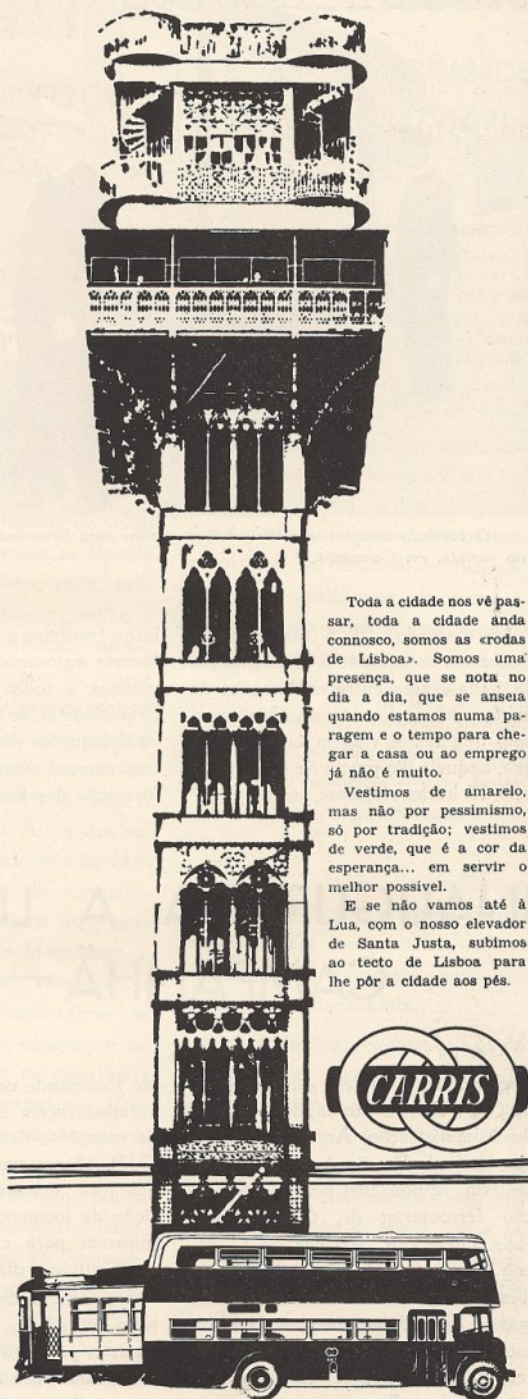 Toda a cidade nos vê pas-
sar, toda a cidade anda
connosco, somos as «rodas
de Lisboa». Somos uma
presença, que se nota no
dia a dia, que se anseia
quando estamos numa pa-
ragem e o tempo para che-
gar a casa ou ao emprego
já não é muito.
Vestimos de amarelo,
mas não por pessimismo,
só por tradição; vestimos
de verde, que é a cor da
esperança... em servir o
melhor possível.
E se não vamos até à
Lua, com o nosso elevador
de Santa Justa, subimos
ao tecto de Lisboa para
lhe pôr a cidade aos pés.
CARRIS